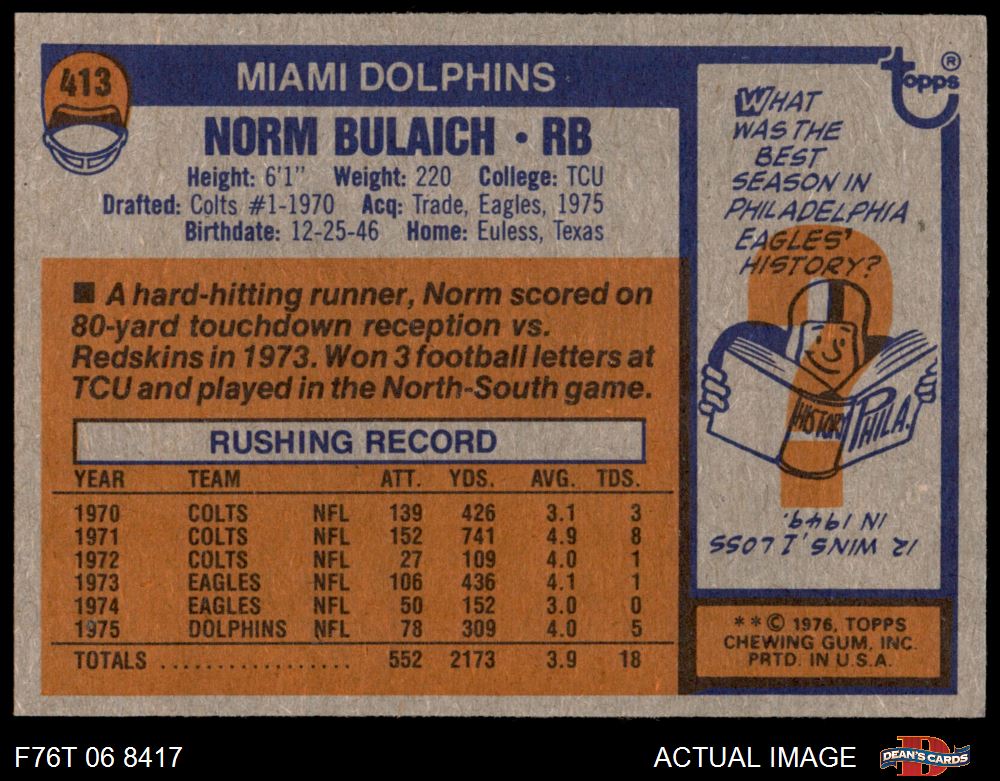 413
MIAMI DOLPHINS
NORM BULAICH • RB
Height: 6'1" Weight: 220 College: TCU
Drafted: Colts #1-1970 Acq: Trade, Eagles, 1975
Birthdate: 12-25-46 Home: Euless, Texas
■ A hard-hitting runner, Norm scored on
80-yard touchdown reception vs.
Redskins in 1973. Won 3 football letters at
TCU and played in the North-South game.
RUSHING RECORD
YEAR TEAM ATT. YDS. AVG. TDS.
1970 COLTS NFL 139 426 3.1 3
1971 COLTS NFL 152 741 4.9 8
1972 COLTS NFL 27 109 4.0 1
1973 EAGLES NFL 106 436 4.1 1
1974 EAGLES NFL 50 152 3.0 0
1975 DOLPHINS NFL 78 309 4.0 5
TOTALS .................. 552 2173 3.9 18
topps®
WHAT
WAS THE
BEST
SEASON IN
PHILADELPHIA
EAGLES'
HISTORY?
?
HISTORY PHILA.
12 WINS, 1 LOSS
IN 1949.
**© 1976, TOPPS
CHEWING GUM, INC.
PRTD. IN U.S.A.
F76T 06 8417 ACTUAL IMAGE
D
DEAN'S CARDS